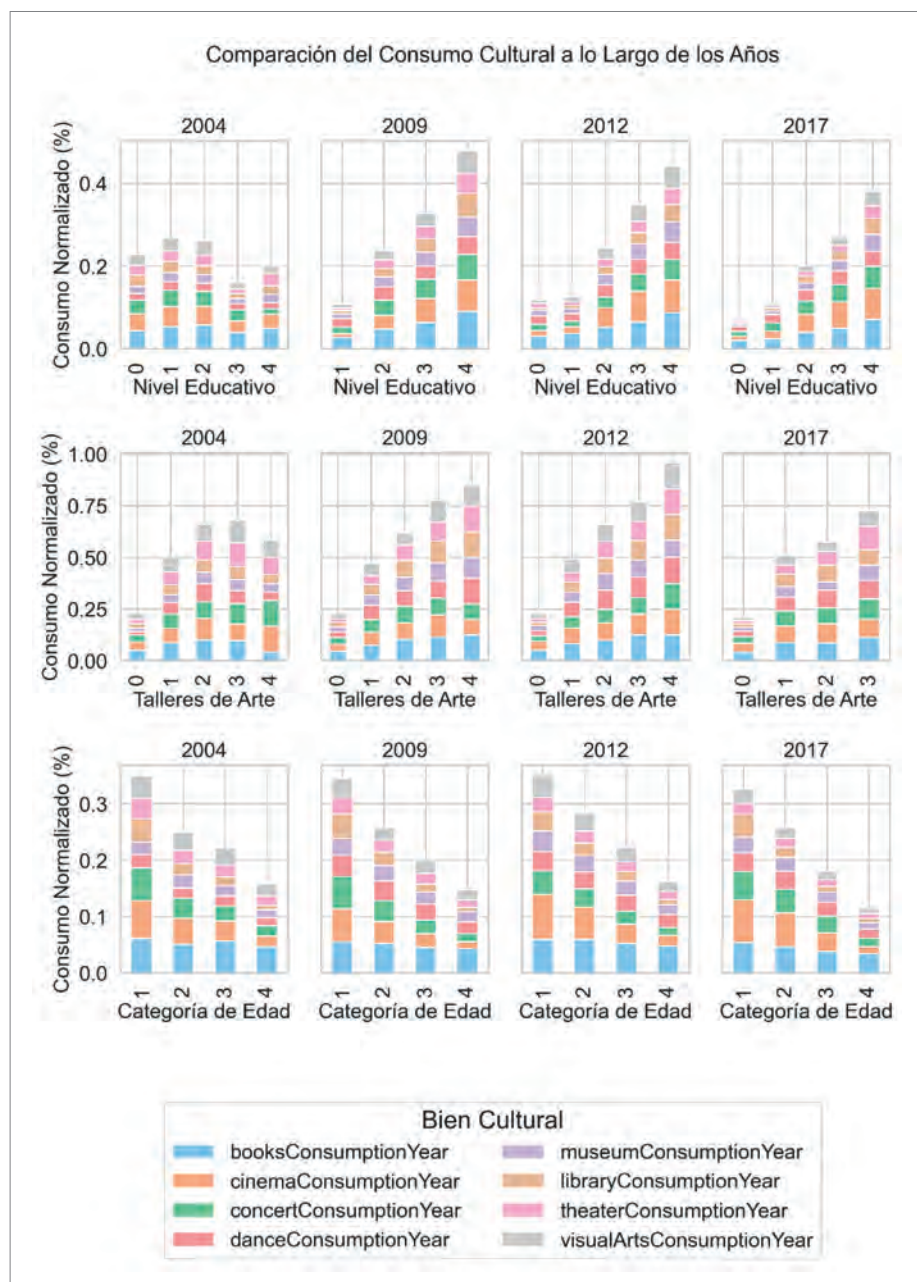 Comparación del Consumo Cultural a lo Largo de los Años
2004 2009 2012 2017
Consumo Normalizado (%)
0.4
0.2
0.0
0 1 2 3 4 1 2 3 4 0 1 2 3 4 0 1 2 3 4
Nivel Educativo Nivel Educativo Nivel Educativo Nivel Educativo
2004 2009 2012 2017
Consumo Normalizado (%)
1.00
0.75
0.50
0.25
0.00
0 1 2 3 4 0 1 2 3 4 0 1 2 3 4 0 1 2 3
Talleres de Arte Talleres de Arte Talleres de Arte Talleres de Arte
2004 2009 2012 2017
Consumo Normalizado (%)
0.3
0.2
0.1
0.0
1 2 3 4 1 2 3 4 1 2 3 4 1 2 3 4
Categoría de Edad Categoría de Edad Categoría de Edad Categoría de Edad
Bien Cultural
booksConsumptionYear museumConsumptionYear
cinemaConsumptionYear libraryConsumptionYear
concertConsumptionYear theaterConsumptionYear
danceConsumptionYear visualArtsConsumptionYear